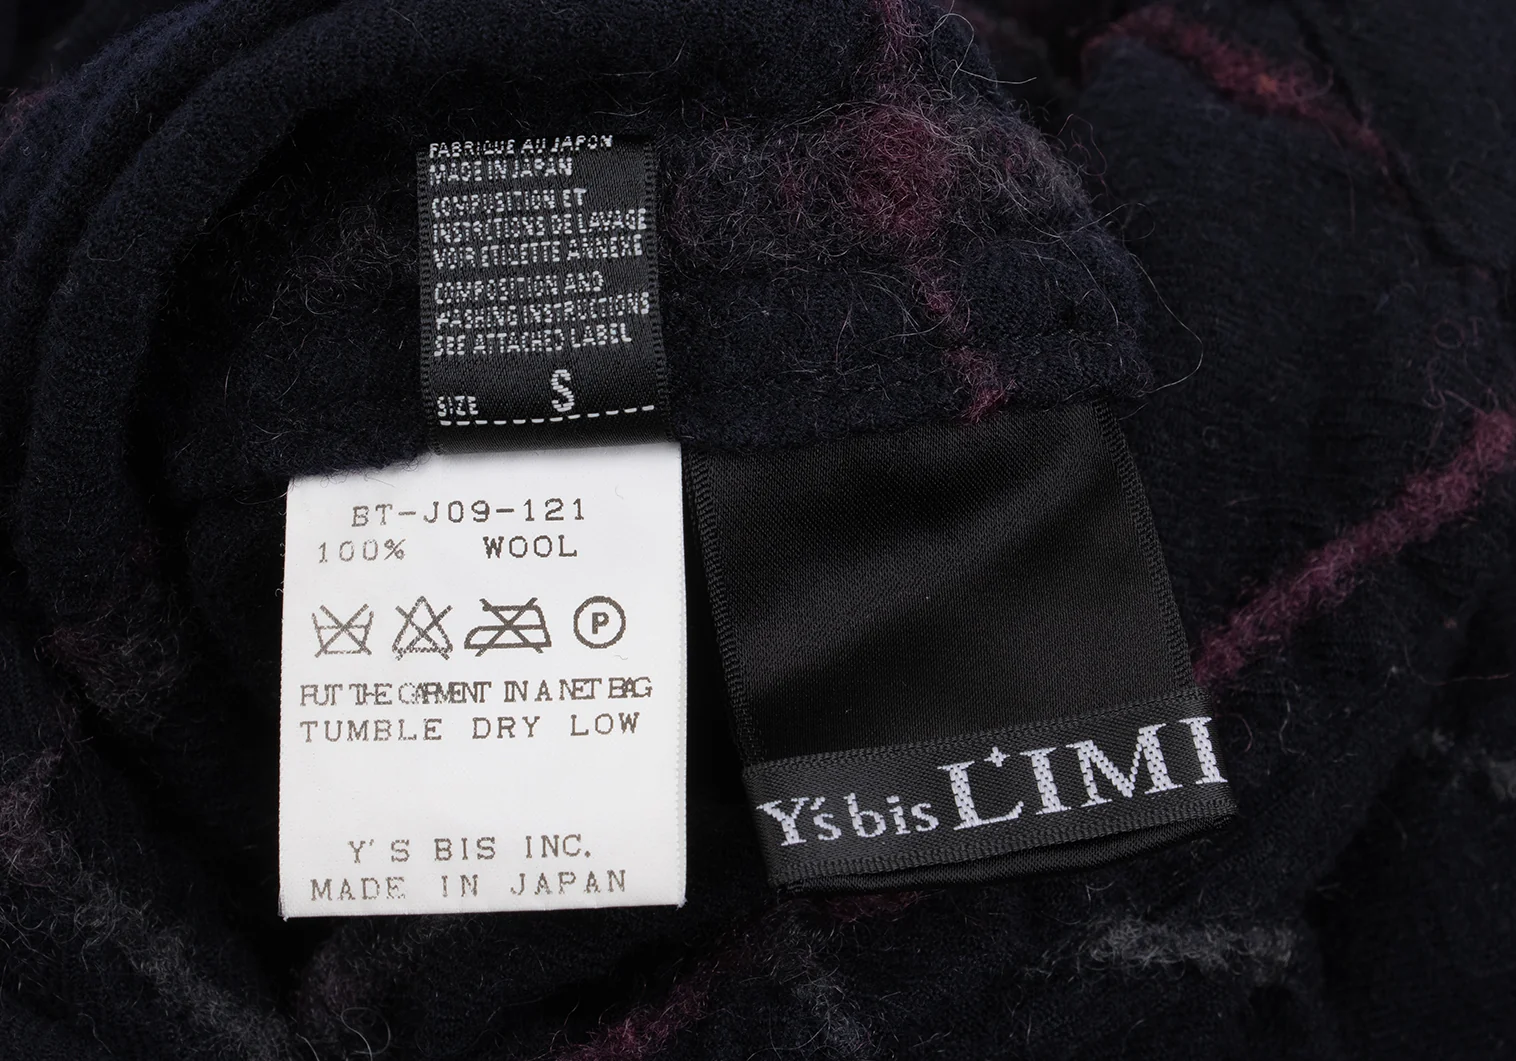 FABRIQUE AU JAPON
MADE IN JAPAN
COMPOSITION ET
INSTRUTIONS DE LAVAGE
VOIR ETIQUETTE ANNEXE
COMPOSITION AND
WASHING INSTRUCTIONS
SEE ATTACHED LABEL
SIZE S
BT-J09-121
100% WOOL
P
PUT THE GARMENT IN A NET BAG
TUMBLE DRY LOW
Y'S BIS INC.
MADE IN JAPAN
Y's bis LIMI